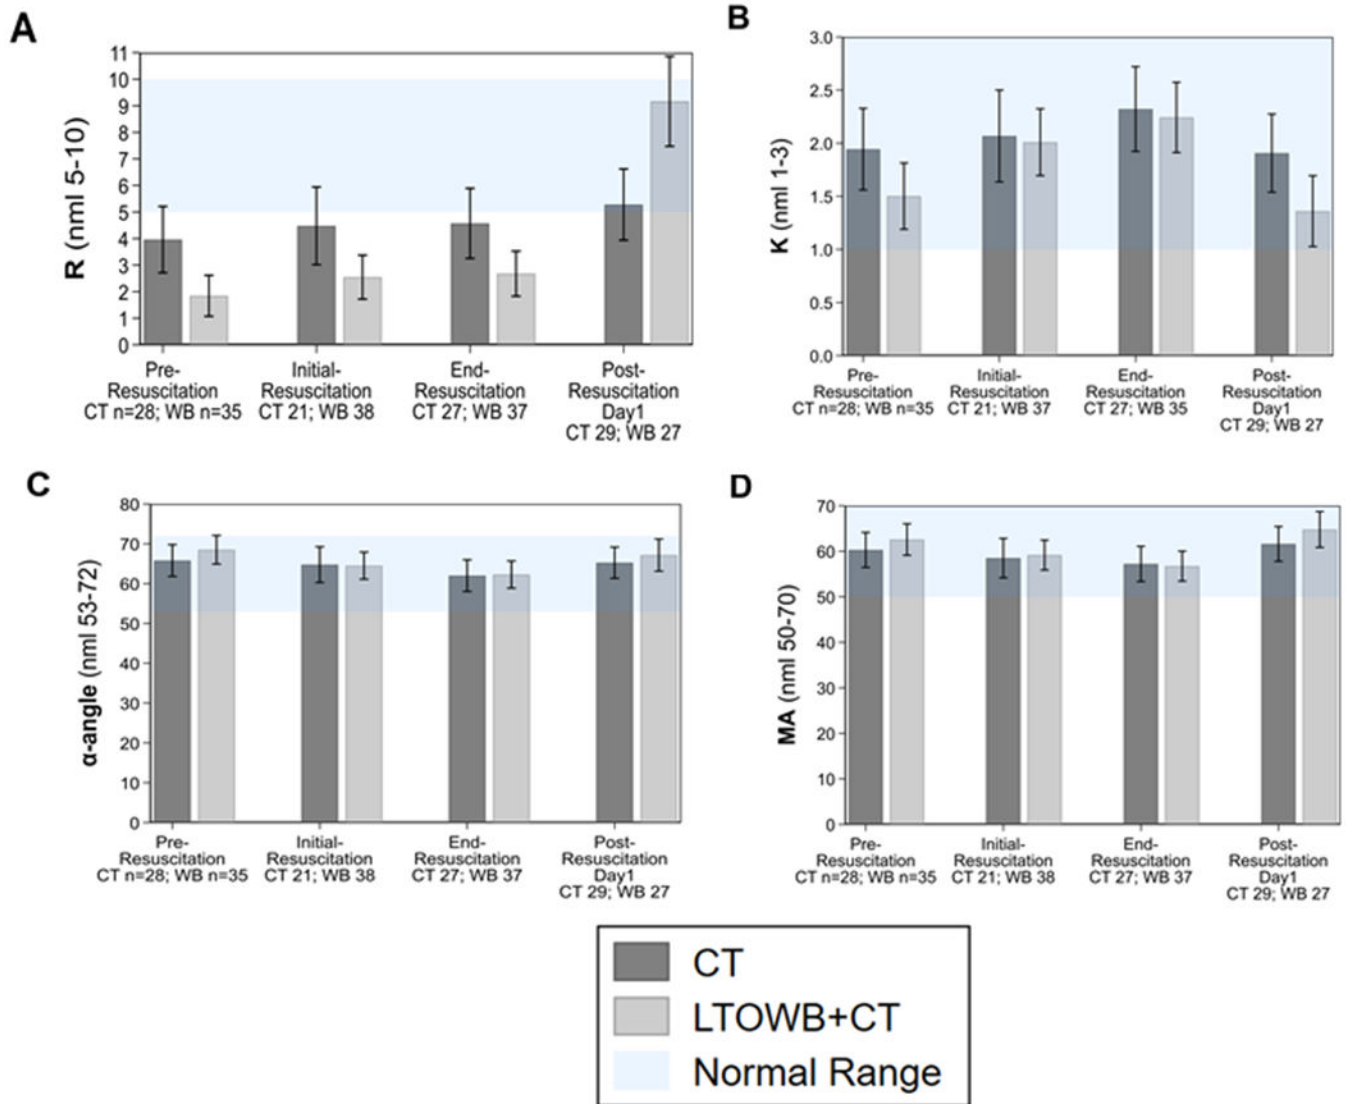 A
R (nml 5-10)
11
10
9
8
7
6
5
4
3
2
1
0
Pre-
Resuscitation
CT n=28; WB n=35
Initial-
Resuscitation
CT 21; WB 38
End-
Resuscitation
CT 27; WB 37
Post-
Resuscitation
Day1
CT 29; WB 27
B
K (nml 1-3)
3.0
2.5
2.0
1.5
1.0
0.5
0.0
Pre-
Resuscitation
CT n=28; WB n=35
Initial-
Resuscitation
CT 21; WB 37
End-
Resuscitation
CT 27; WB 35
Post-
Resuscitation
Day1
CT 29; WB 27
C
α-angle (nml 53-72)
80
70
60
50
40
30
20
10
0
Pre-
Resuscitation
CT n=28; WB n=35
Initial-
Resuscitation
CT 21; WB 38
End-
Resuscitation
CT 27; WB 37
Post-
Resuscitation
Day1
CT 29; WB 27
D
MA (nml 50-70)
70
60
50
40
30
20
10
0
Pre-
Resuscitation
CT n=28; WB n=35
Initial-
Resuscitation
CT 21; WB 38
End-
Resuscitation
CT 27; WB 37
Post-
Resuscitation
Day1
CT 29; WB 27
CT
LTOWB+CT
Normal Range